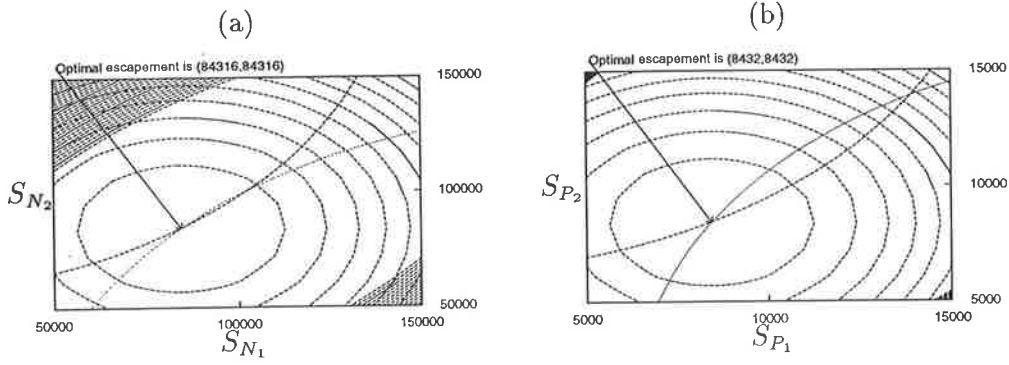 (a)
Optimal escapement is (84316,84316)
150000
100000
50000
S_{N_2}
50000
100000
150000
S_{N_1}
(b)
Optimal escapement is (8432,8432)
15000
10000
5000
S_{P_2}
5000
10000
15000
S_{P_1}